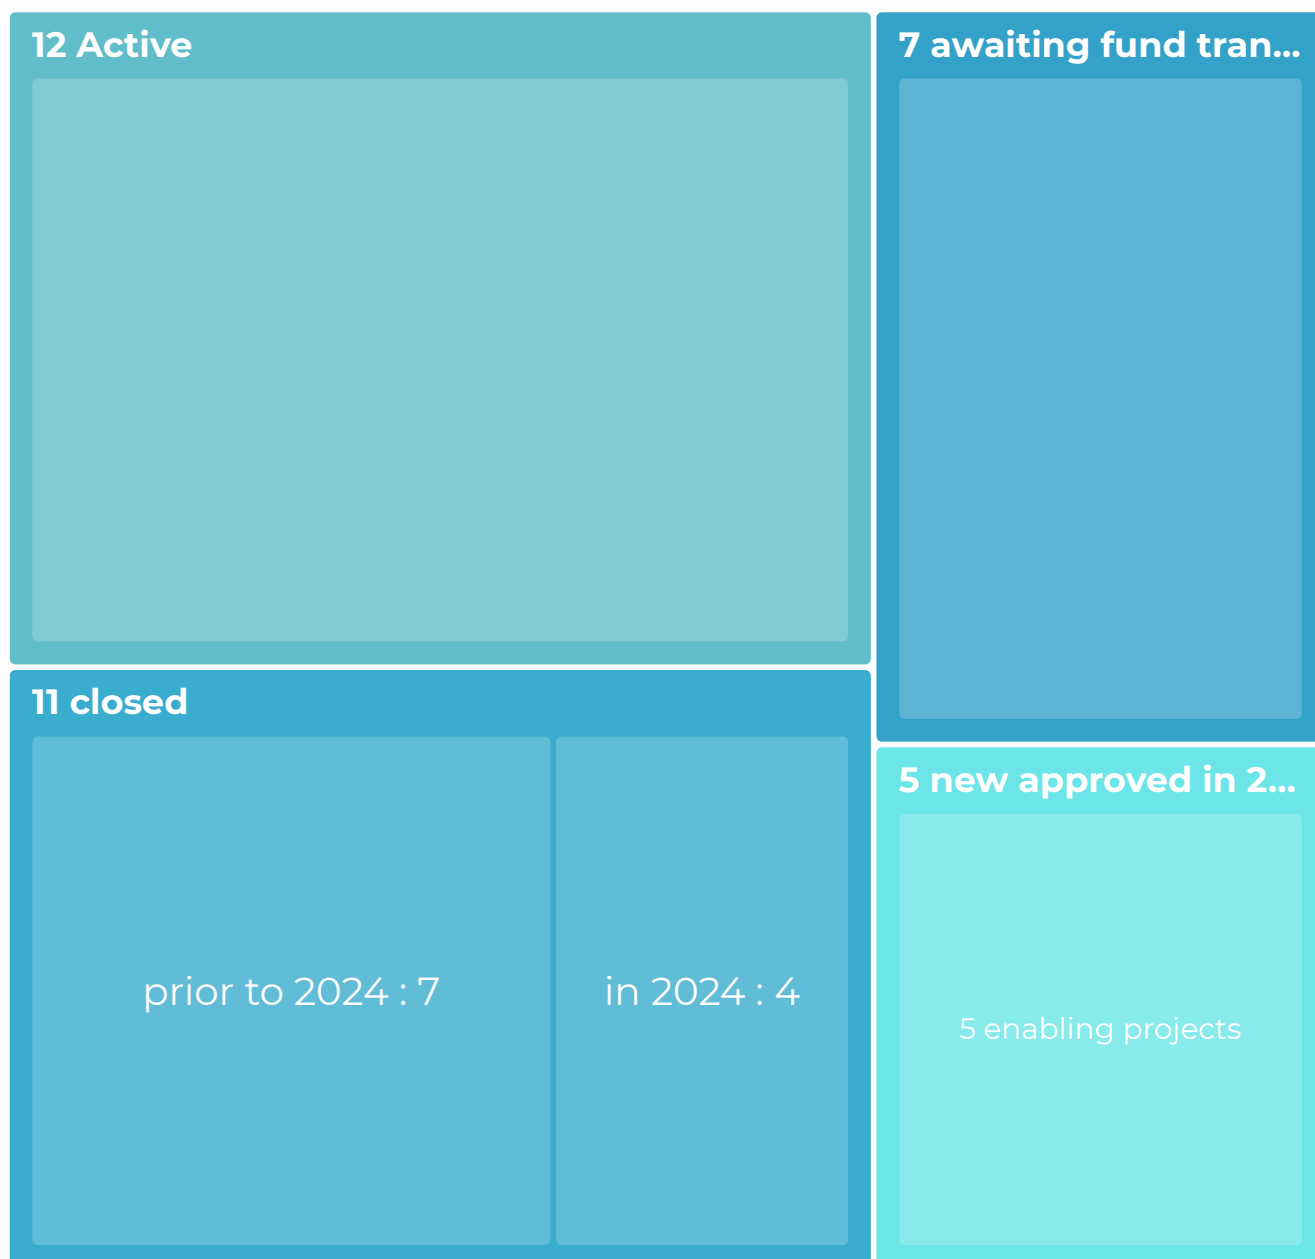 12 Active
7 awaiting fund tran...
11 closed
prior to 2024 : 7
in 2024 : 4
5 new approved in 2...
5 enabling projects